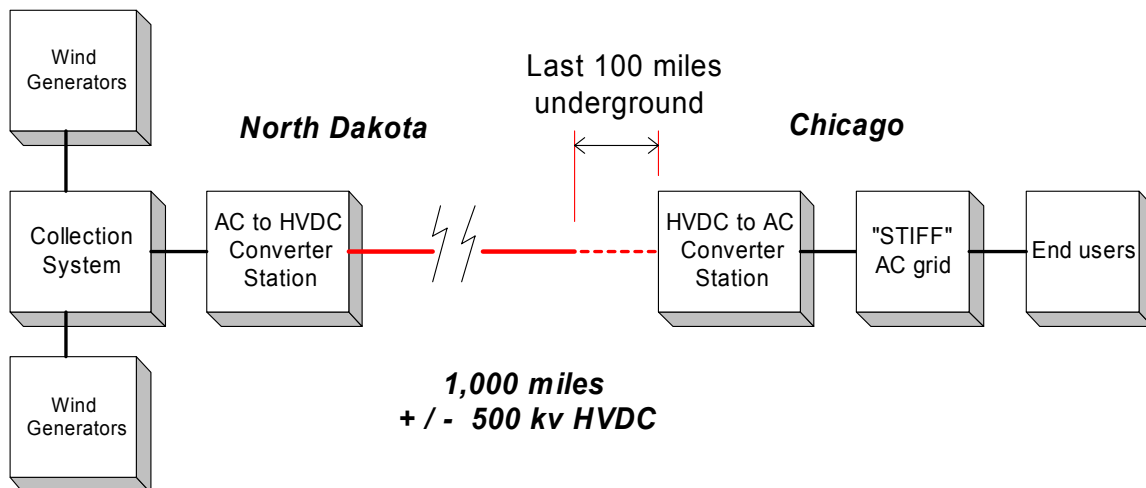 Wind
Generators
Last 100 miles
underground
North Dakota
Chicago
Collection
System
AC to HVDC
Converter
Station
HVDC to AC
Converter
Station
"STIFF"
AC grid
End users
Wind
Generators
1,000 miles
+ / - 500 kv HVDC